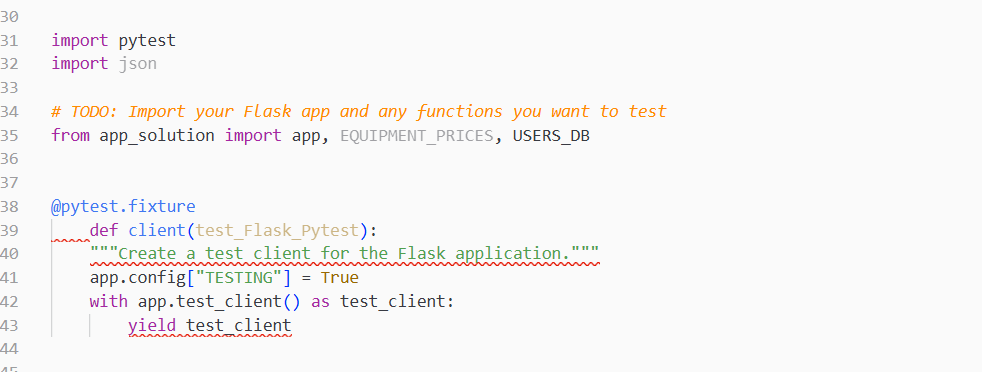 30
31 import pytest
32 import json
33
34 # TODO: Import your Flask app and any functions you want to test
35 from app_solution import app, EQUIPMENT_PRICES, USERS_DB
36
37
38 @pytest.fixture
39     def client(test_Flask_Pytest):
40     """Create a test client for the Flask application."""
41     app.config["TESTING"] = True
42     with app.test_client() as test_client:
43         yield test_client
44
45